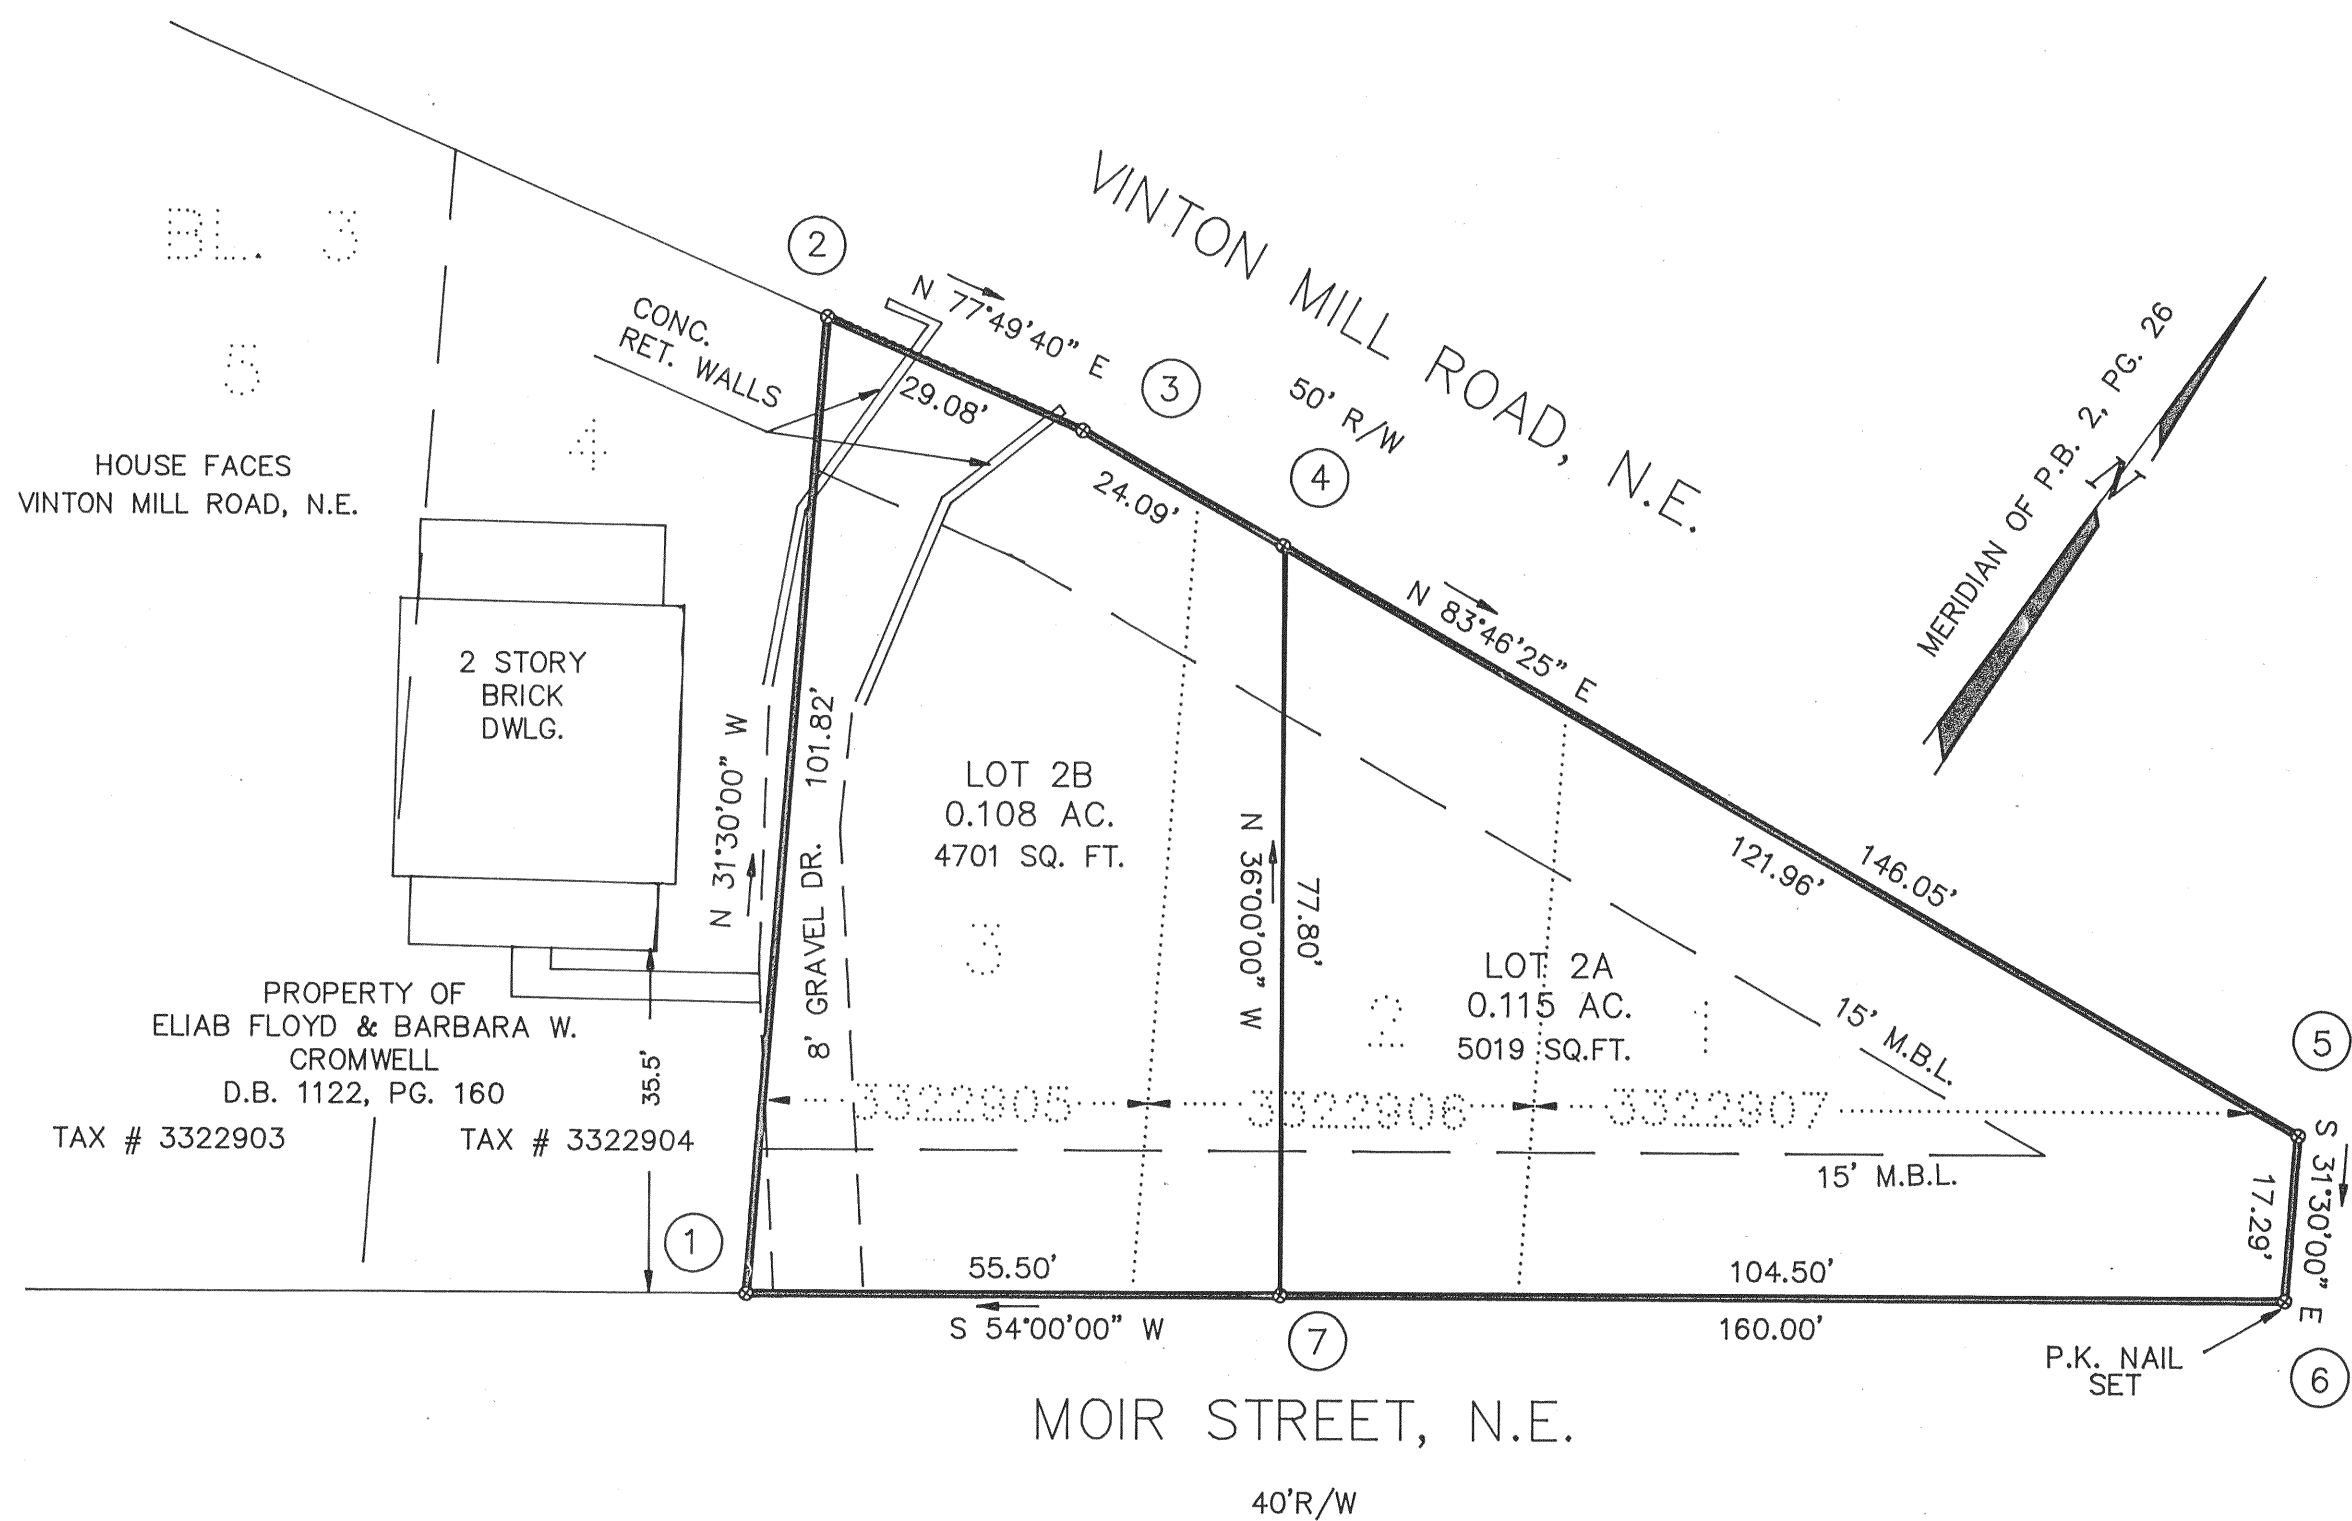 VINTON MILL ROAD, N.E.
50' R/W
BL. 3
5
4
HOUSE FACES
VINTON MILL ROAD, N.E.
2
CONC.
RET. WALLS
N 77°49'40" E
29.08'
3
24.09'
4
N 83°46'25" E
121.96'
146.05'
MERIDIAN OF P.B. 2, PG. 26
N
2 STORY
BRICK
DWLG.
N 31°30'00" W
101.82'
8' GRAVEL DR.
LOT 2B
0.108 AC.
4701 SQ. FT.
3
N 36°00'00" W
77.80'
LOT 2A
0.115 AC.
5019 SQ.FT.
2
1
15' M.B.L.
5
PROPERTY OF
ELIAB FLOYD & BARBARA W.
CROMWELL
D.B. 1122, PG. 160
TAX # 3322903
TAX # 3322904
35.5'
3322905
3322906
3322907
15' M.B.L.
S 31°30'00" E
17.29'
1
55.50'
104.50'
S 54°00'00" W
7
160.00'
P.K. NAIL
SET
6
MOIR STREET, N.E.
40'R/W